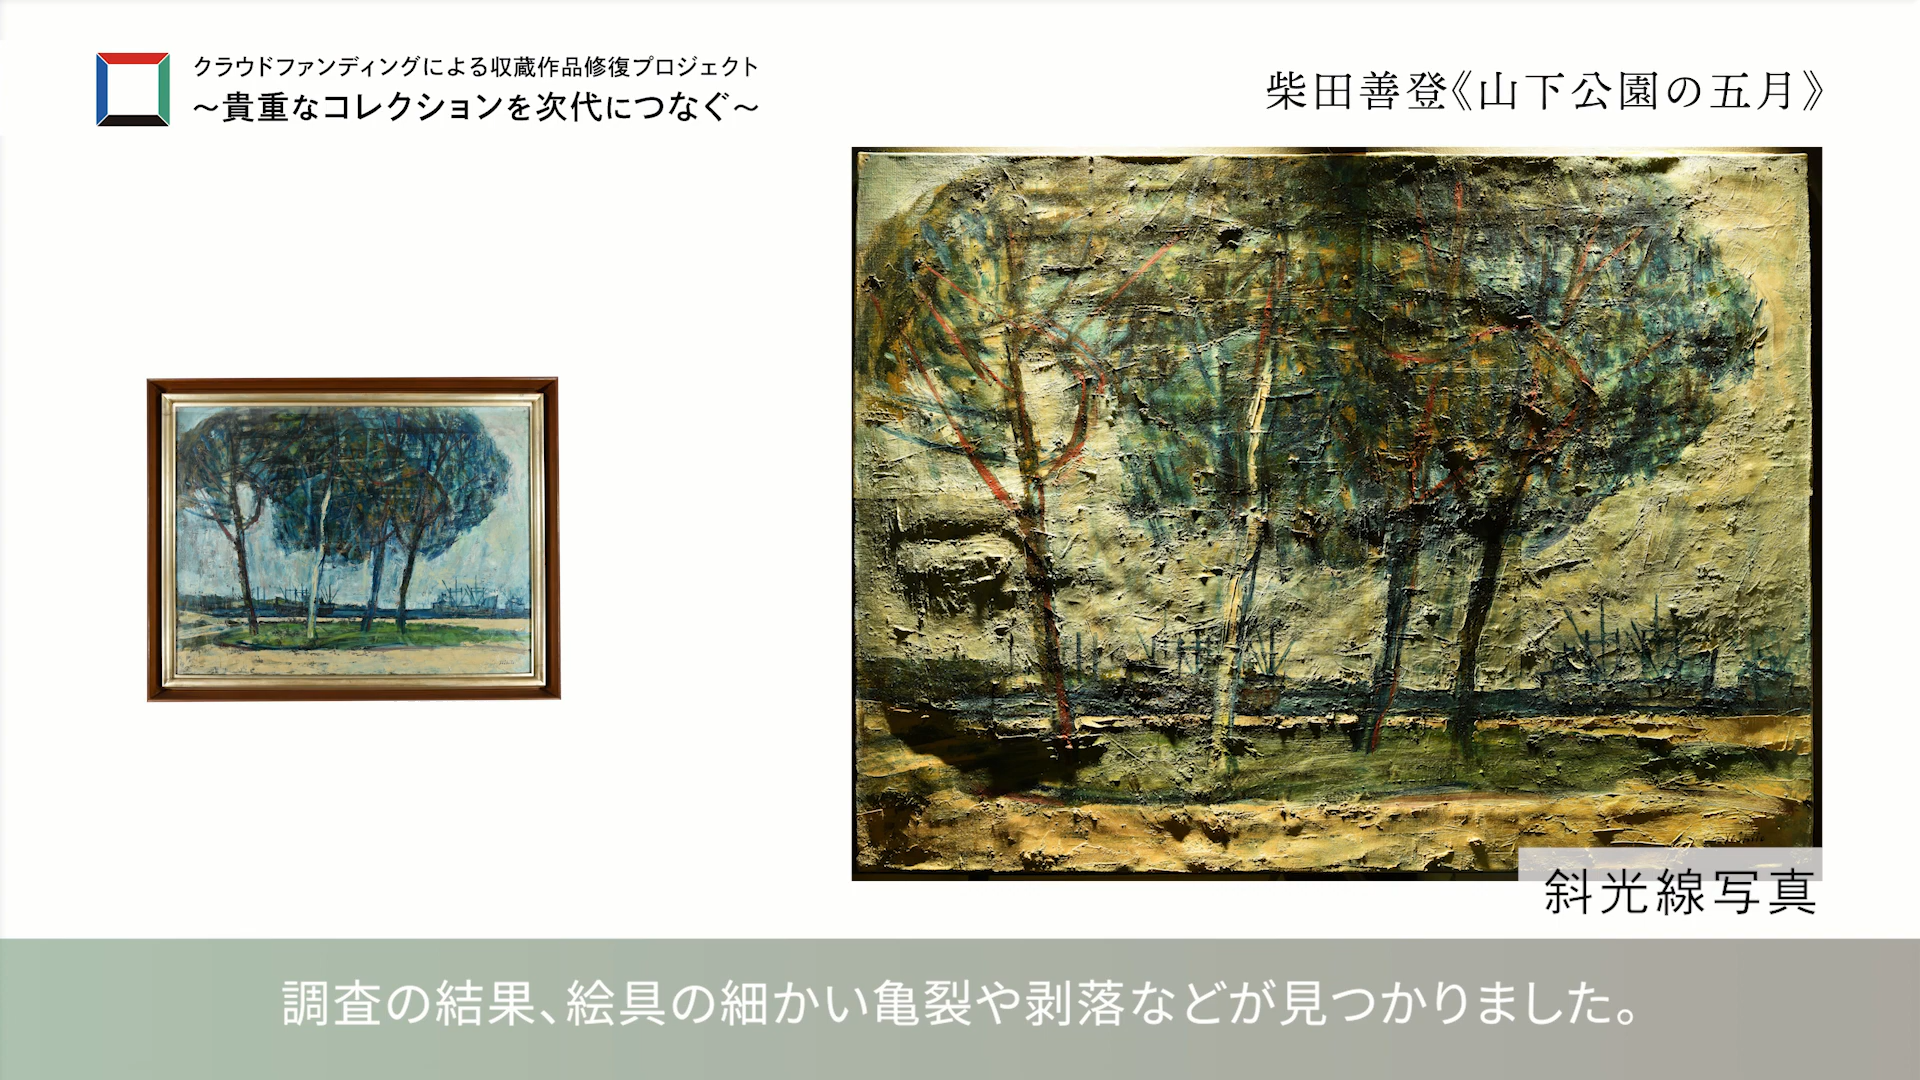 クラウドファンディングによる収蔵作品修復プロジェクト
～貴重なコレクションを次代につなぐ～
柴田善登《山下公園の五月》
斜光線写真
調査の結果、絵具の細かい亀裂や剥落などが見つかりました。